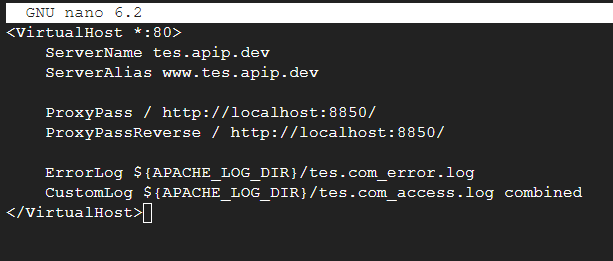 GNU nano 6.2
<VirtualHost *:80>
    ServerName tes.apip.dev
    ServerAlias www.tes.apip.dev

    ProxyPass / http://localhost:8850/
    ProxyPassReverse / http://localhost:8850/

    ErrorLog ${APACHE_LOG_DIR}/tes.com_error.log
    CustomLog ${APACHE_LOG_DIR}/tes.com_access.log combined
</VirtualHost>